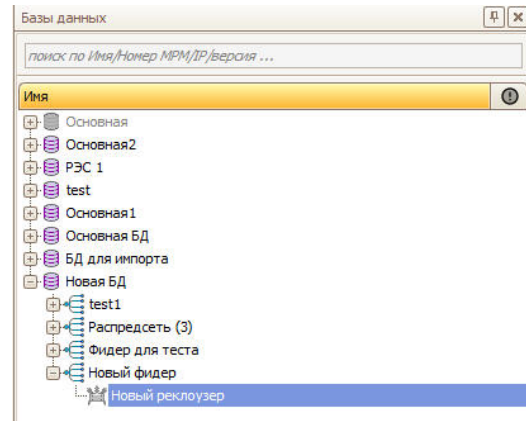 Базы данных
поиск по Имя/Номер МРМ/IP/версия ...
Имя
Основная
Основная2
РЭС 1
test
Основная1
Основная БД
БД для импорта
Новая БД
test1
Распредсеть (3)
Фидер для теста
Новый фидер
Новый реклоузер